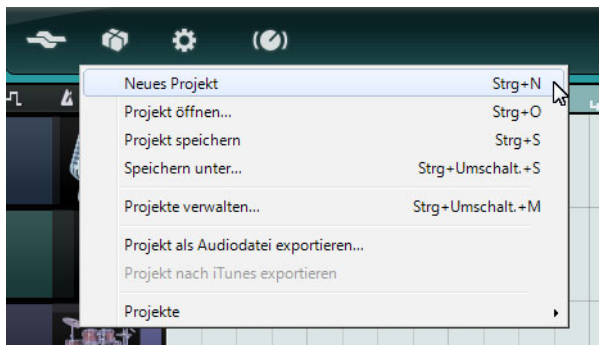 Neues Projekt Strg+N
Projekt öffnen... Strg+O
Projekt speichern Strg+S
Speichern unter... Strg+Umschalt.+S
Projekte verwalten... Strg+Umschalt.+M
Projekt als Audiodatei exportieren...
Projekt nach iTunes exportieren
Projekte